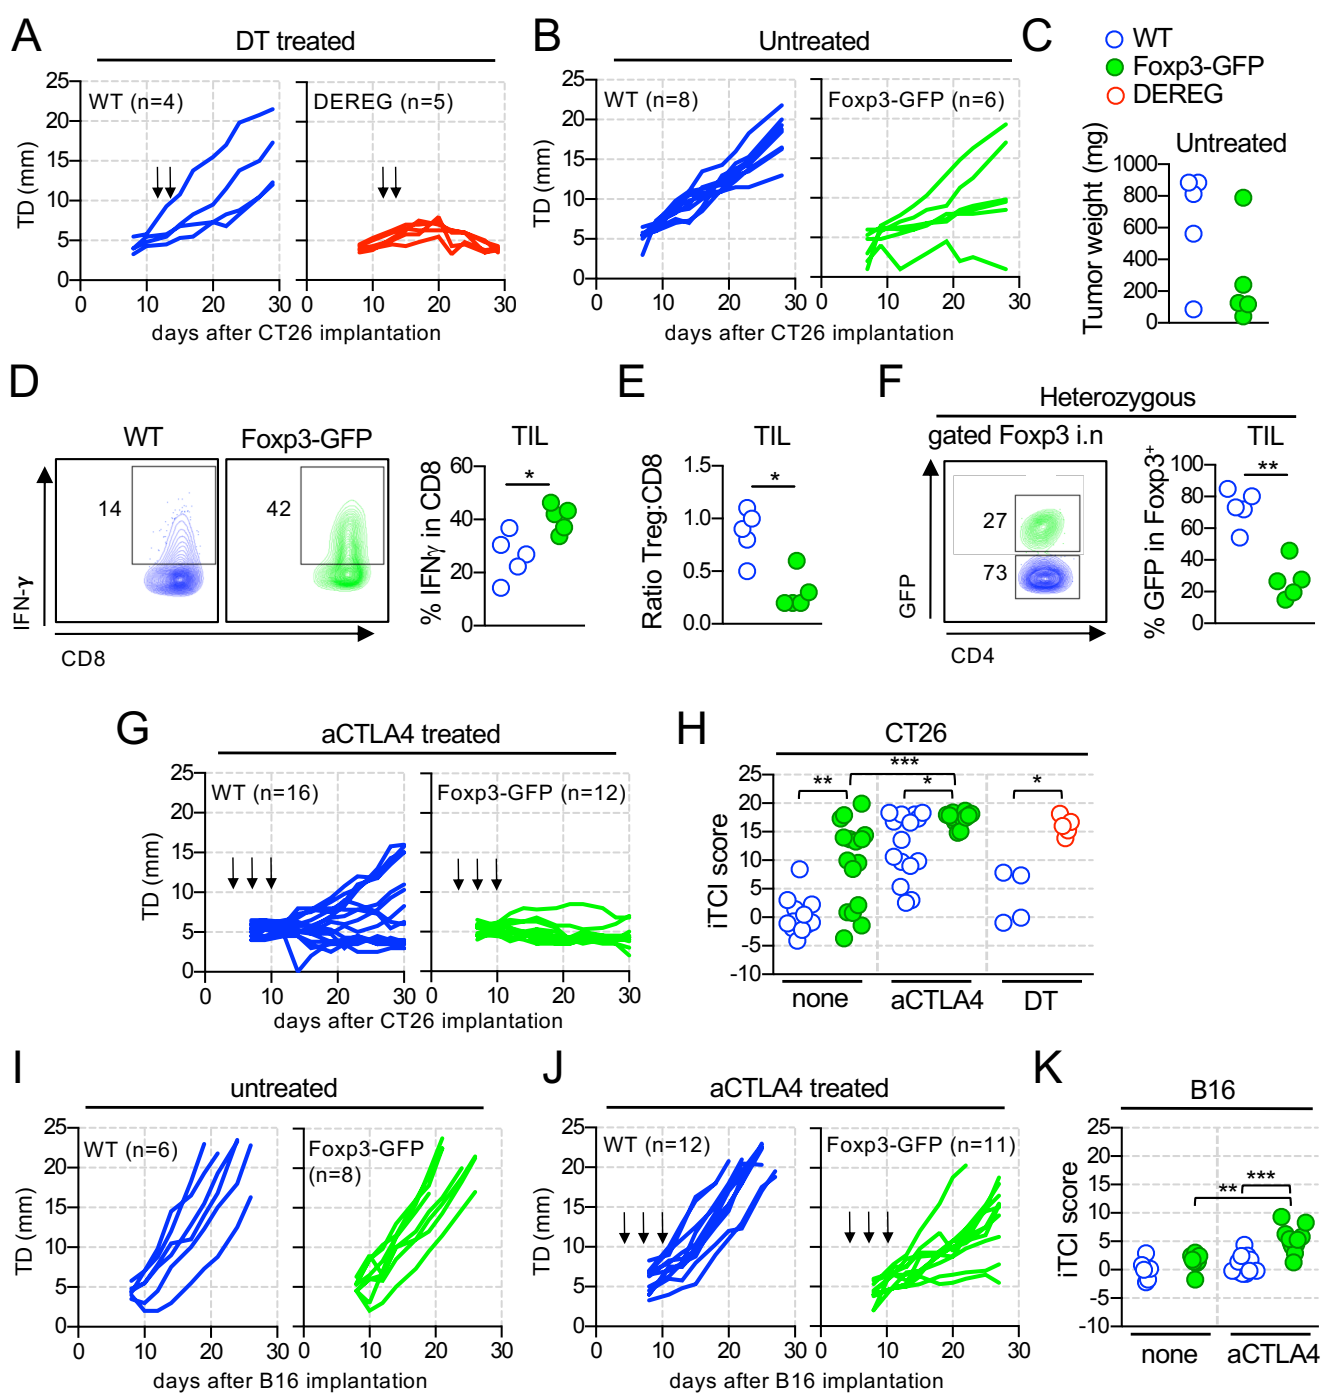 A
DT treated
WT (n=4)
DEREG (n=5)
TD (mm)
25
20
15
10
5
0
0 10 20 30
0 10 20 30
days after CT26 implantation
B
Untreated
WT (n=8)
Foxp3-GFP (n=6)
TD (mm)
25
20
15
10
5
0
0 10 20 30
0 10 20 30
days after CT26 implantation
C
WT
Foxp3-GFP
DEREG
Untreated
Tumor weight (mg)
1000
800
600
400
200
0
D
WT
Foxp3-GFP
14
42
IFN-γ
CD8
TIL
% IFNγ in CD8
60
40
20
0
*
E
TIL
Ratio Treg:CD8
1.5
1.0
0.5
0.0
*
F
Heterozygous
gated Foxp3 i.n
27
73
GFP
CD4
TIL
% GFP in Foxp3+
100
80
60
40
20
0
**
G
aCTLA4 treated
WT (n=16)
Foxp3-GFP (n=12)
TD (mm)
25
20
15
10
5
0
0 10 20 30
0 10 20 30
days after CT26 implantation
H
CT26
***
** * *
iTCI score
25
20
15
10
5
0
-5
-10
none aCTLA4 DT
I
untreated
WT (n=6)
Foxp3-GFP
(n=8)
TD (mm)
25
20
15
10
5
0
0 10 20 30
0 10 20 30
days after B16 implantation
J
aCTLA4 treated
WT (n=12)
Foxp3-GFP (n=11)
TD (mm)
25
20
15
10
5
0
0 10 20 30
0 10 20 30
days after B16 implantation
K
B16
***
**
iTCI score
25
20
15
10
5
0
-5
-10
none aCTLA4